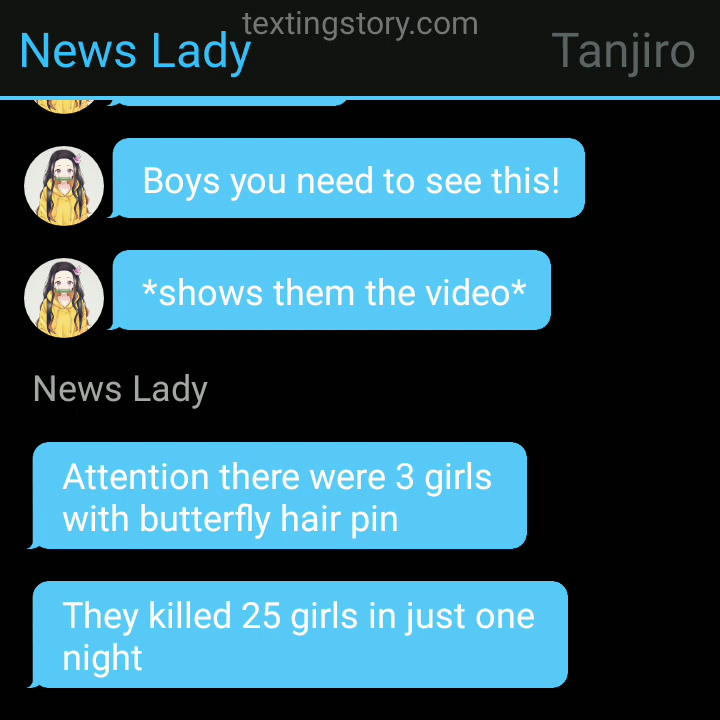 textingstory.com
News Lady
Tanjiro
Boys you need to see this!
*shows them the video*
News Lady
Attention there were 3 girls
with butterfly hair pin
They killed 25 girls in just one
night